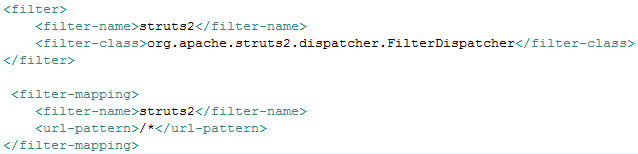 <filter>
    <filter-name>struts2</filter-name>
    <filter-class>org.apache.struts2.dispatcher.FilterDispatcher</filter-class>
</filter>
<filter-mapping>
    <filter-name>struts2</filter-name>
    <url-pattern>/*</url-pattern>
</filter-mapping>